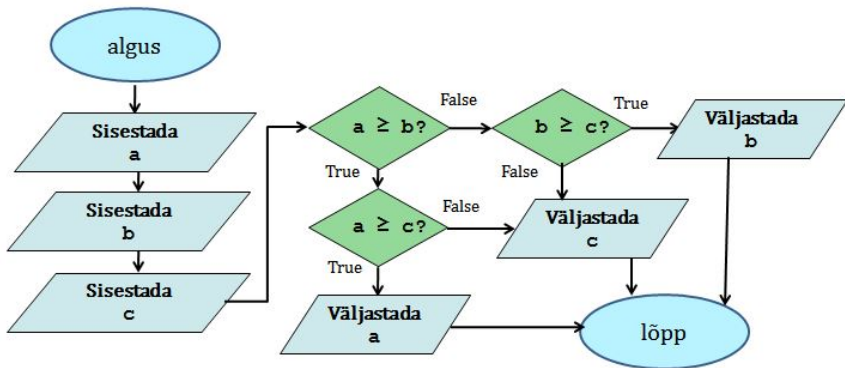 algus
Sisestada
a
Sisestada
b
Sisestada
c
a ≥ b?
False
b ≥ c?
True
Väljastada
b
True
False
a ≥ c?
False
Väljastada
c
True
Väljastada
a
lõpp